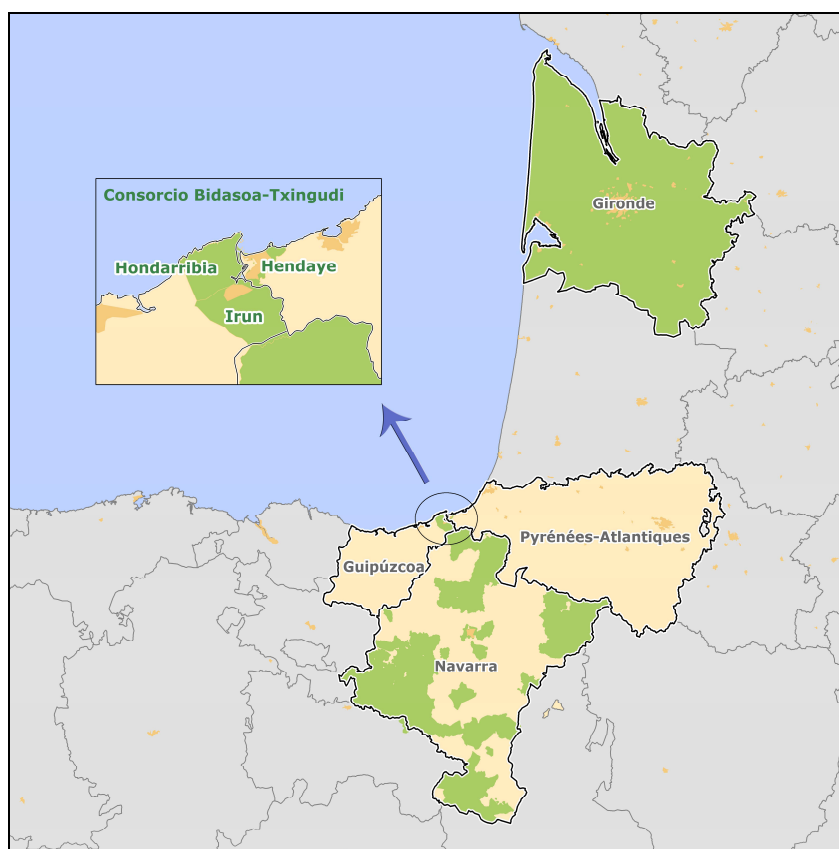 Gironde
Consorcio Bidasoa-Txingudi
Hondarribia
Hendaye
Irun
Pyrénées-Atlantiques
Guipúzcoa
Navarra